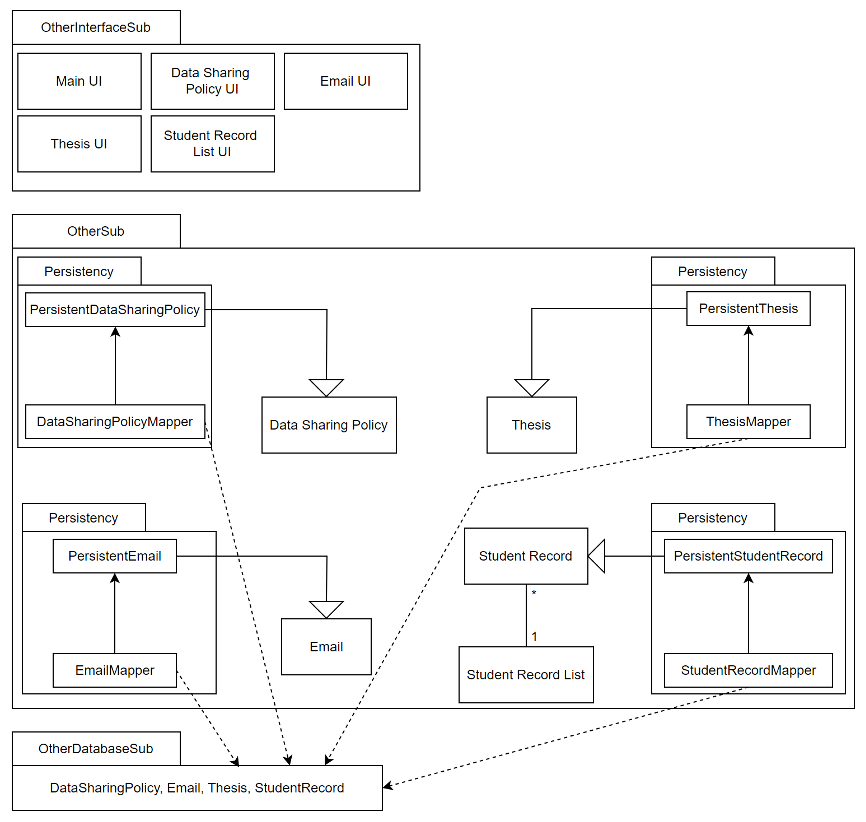 OtherInterfaceSub
Main UI
Data Sharing
Policy UI
Email UI
Thesis UI
Student Record
List UI
OtherSub
Persistency
PersistentDataSharingPolicy
DataSharingPolicyMapper
Data Sharing Policy
Persistency
PersistentThesis
ThesisMapper
Thesis
Persistency
PersistentEmail
EmailMapper
Email
Persistency
PersistentStudentRecord
StudentRecordMapper
Student Record
*
1
Student Record List
OtherDatabaseSub
DataSharingPolicy, Email, Thesis, StudentRecord